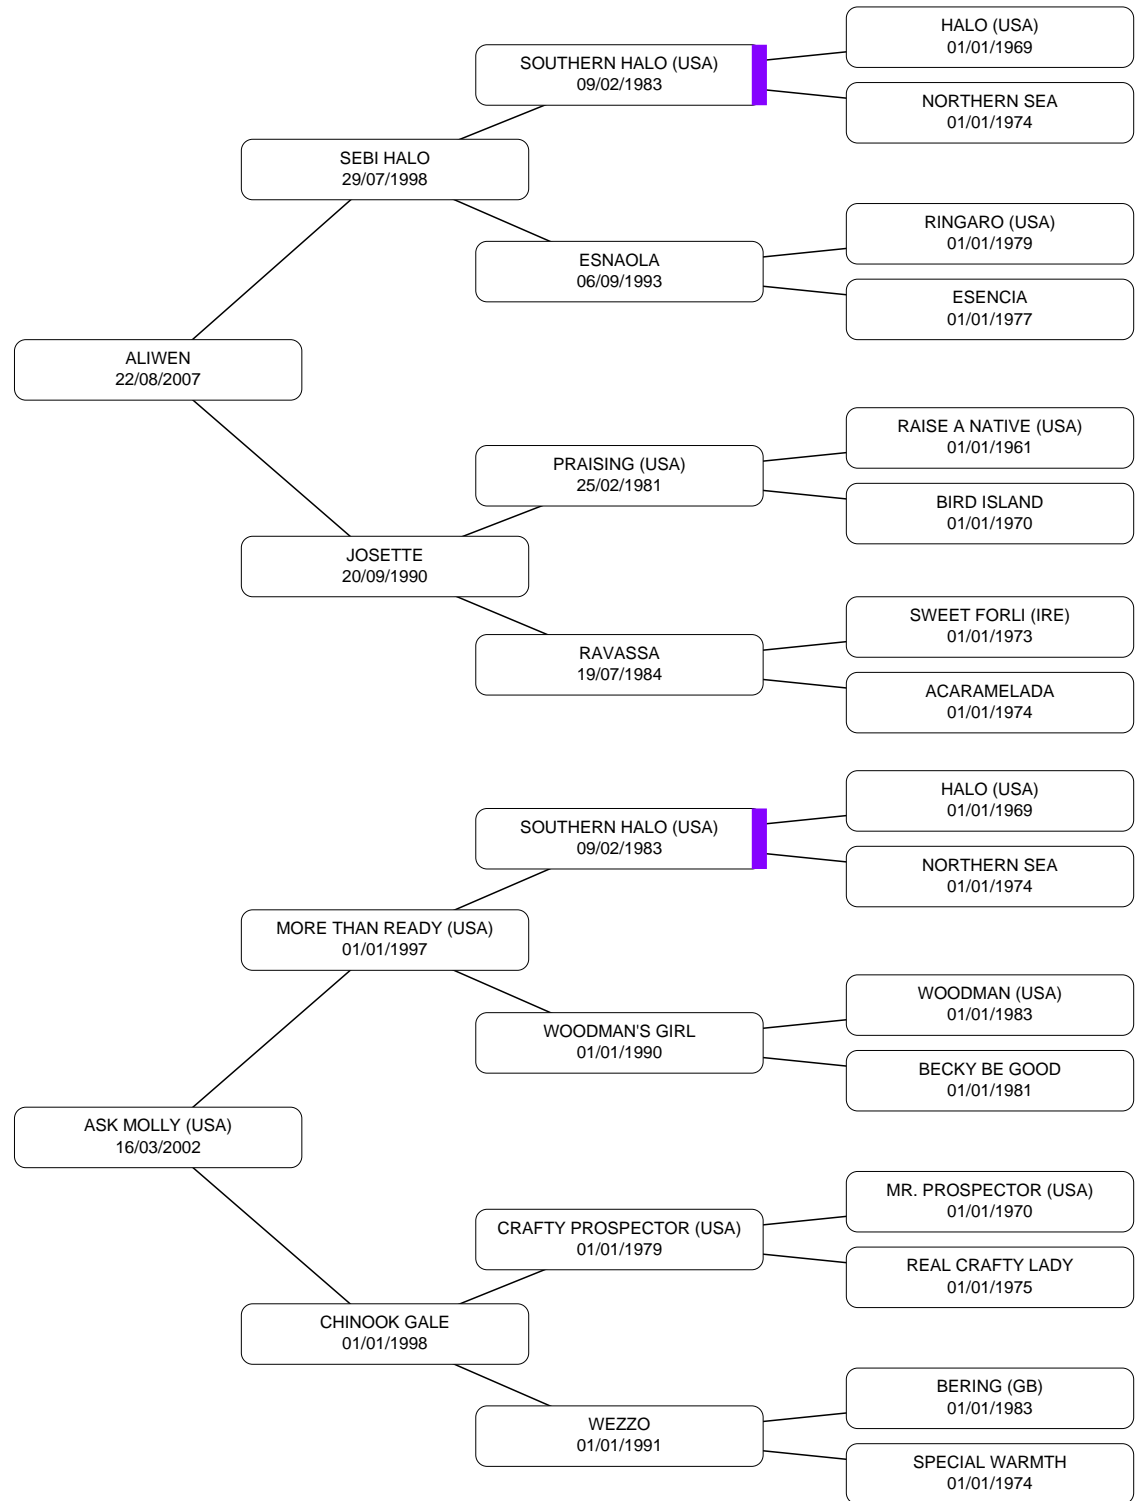 HALO (USA)
01/01/1969
SOUTHERN HALO (USA)
09/02/1983
NORTHERN SEA
01/01/1974
SEBI HALO
29/07/1998
RINGARO (USA)
01/01/1979
ESNAOLA
06/09/1993
ESENCIA
01/01/1977
ALIWEN
22/08/2007
RAISE A NATIVE (USA)
01/01/1961
PRAISING (USA)
25/02/1981
BIRD ISLAND
01/01/1970
JOSETTE
20/09/1990
SWEET FORLI (IRE)
01/01/1973
RAVASSA
19/07/1984
ACARAMELADA
01/01/1974
HALO (USA)
01/01/1969
SOUTHERN HALO (USA)
09/02/1983
NORTHERN SEA
01/01/1974
MORE THAN READY (USA)
01/01/1997
WOODMAN (USA)
01/01/1983
WOODMAN'S GIRL
01/01/1990
BECKY BE GOOD
01/01/1981
ASK MOLLY (USA)
16/03/2002
MR. PROSPECTOR (USA)
01/01/1970
CRAFTY PROSPECTOR (USA)
01/01/1979
REAL CRAFTY LADY
01/01/1975
CHINOOK GALE
01/01/1998
BERING (GB)
01/01/1983
WEZZO
01/01/1991
SPECIAL WARMTH
01/01/1974